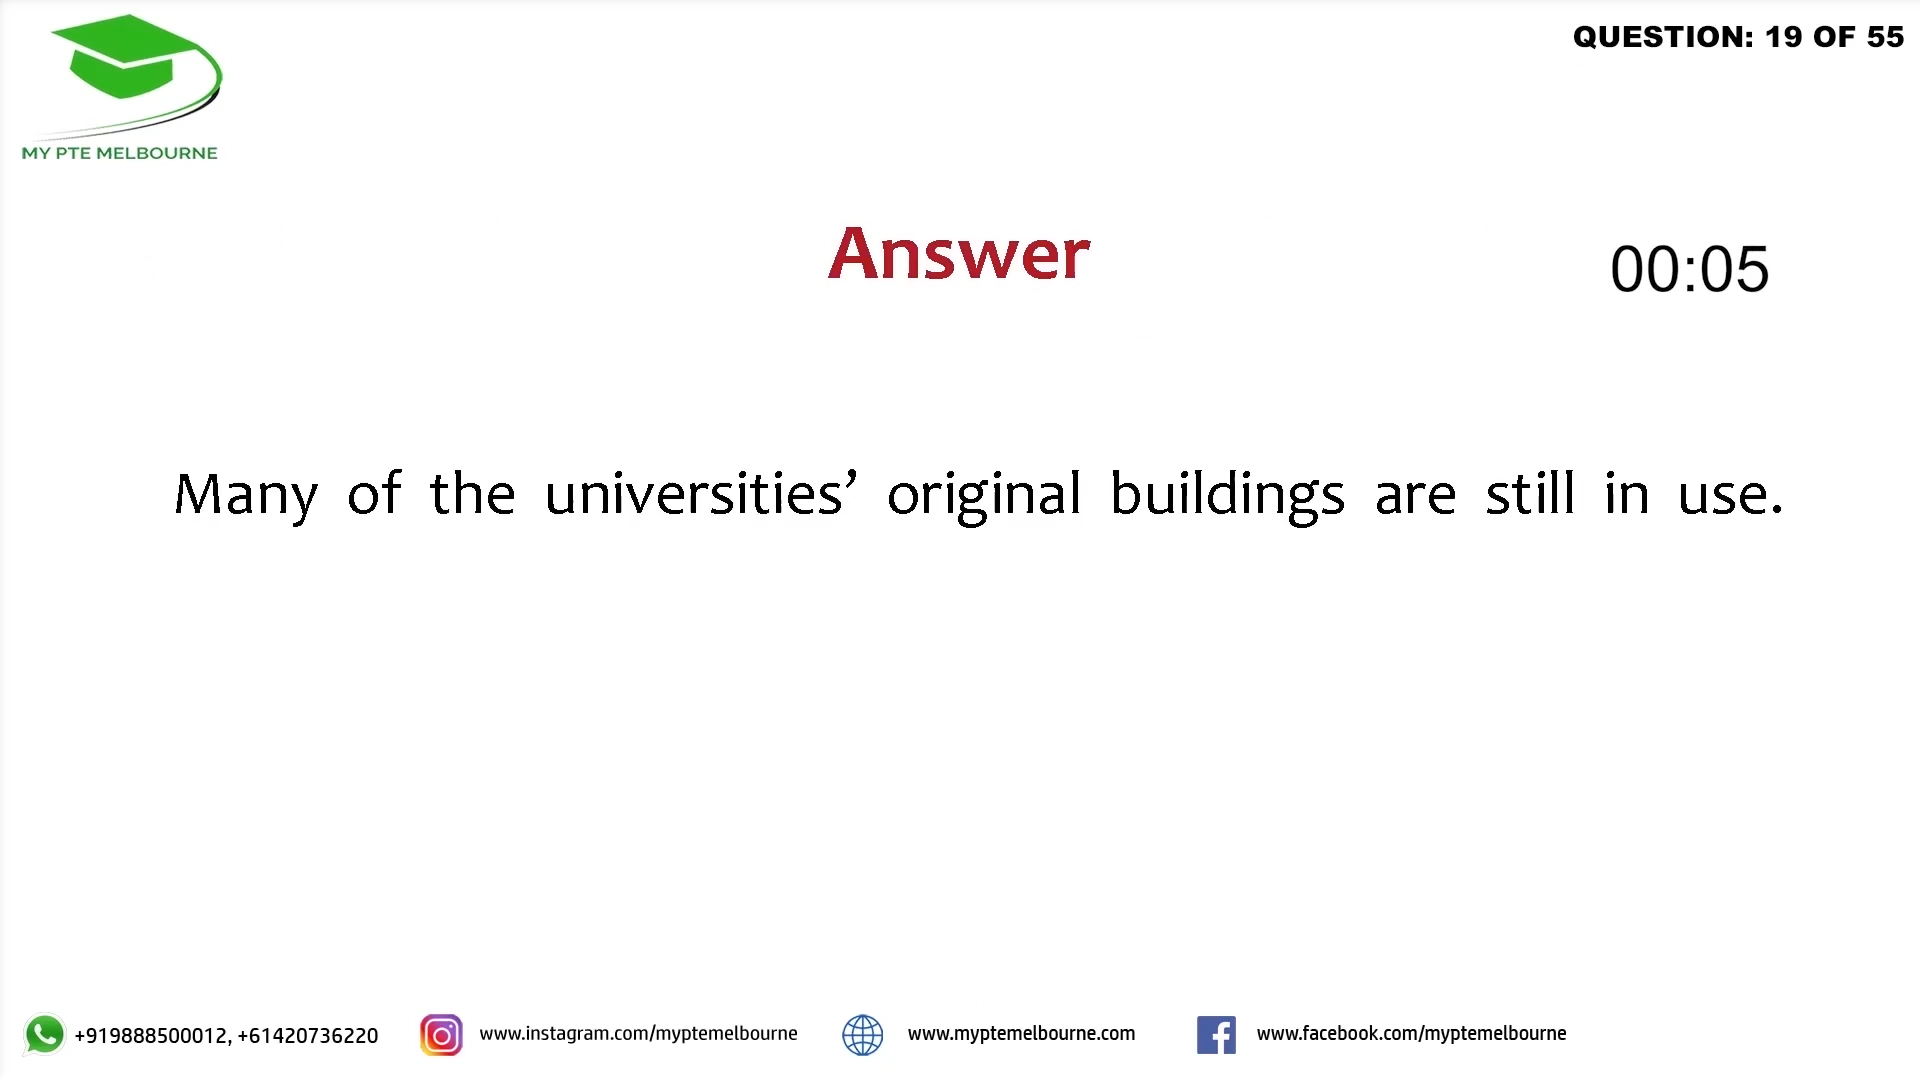 QUESTION: 19 OF 55
MY PTE MELBOURNE
Answer
00:05
Many of the universities’ original buildings are still in use.
+919888500012, +61420736220
www.instagram.com/myptemelbourne
www.myptemelbourne.com
www.facebook.com/myptemelbourne